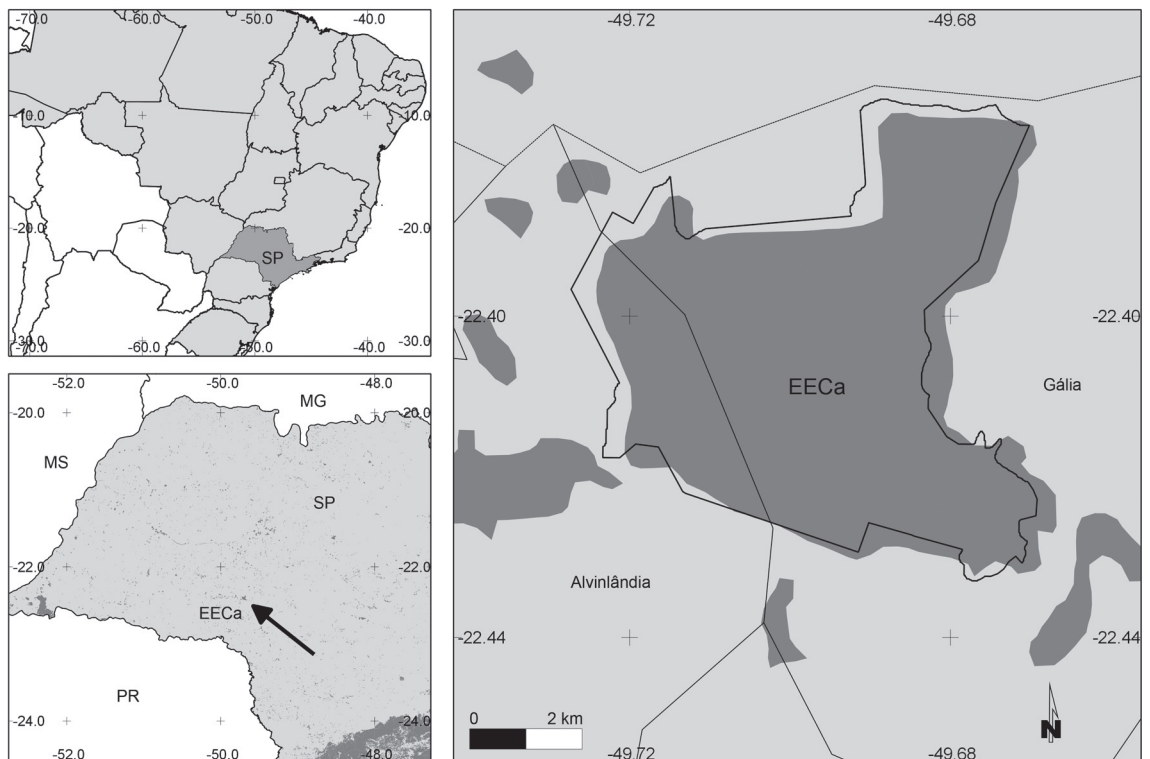 -70.0 -60.0 -50.0 -40.0
-10.0 -10.0
-20.0 -20.0
SP
-30.0 -30.0
-70.0 -60.0 -50.0 -40.0
-52.0 -50.0 -48.0
MG
-20.0 -20.0
MS
SP
-22.0 -22.0
EECa
PR
-24.0 -24.0
-52.0 -50.0 -48.0
-49.72 -49.68
-22.40 -22.40
EECa
Gália
Alvinlândia
-22.44 -22.44
0 2 km
N
-49.72 -49.68